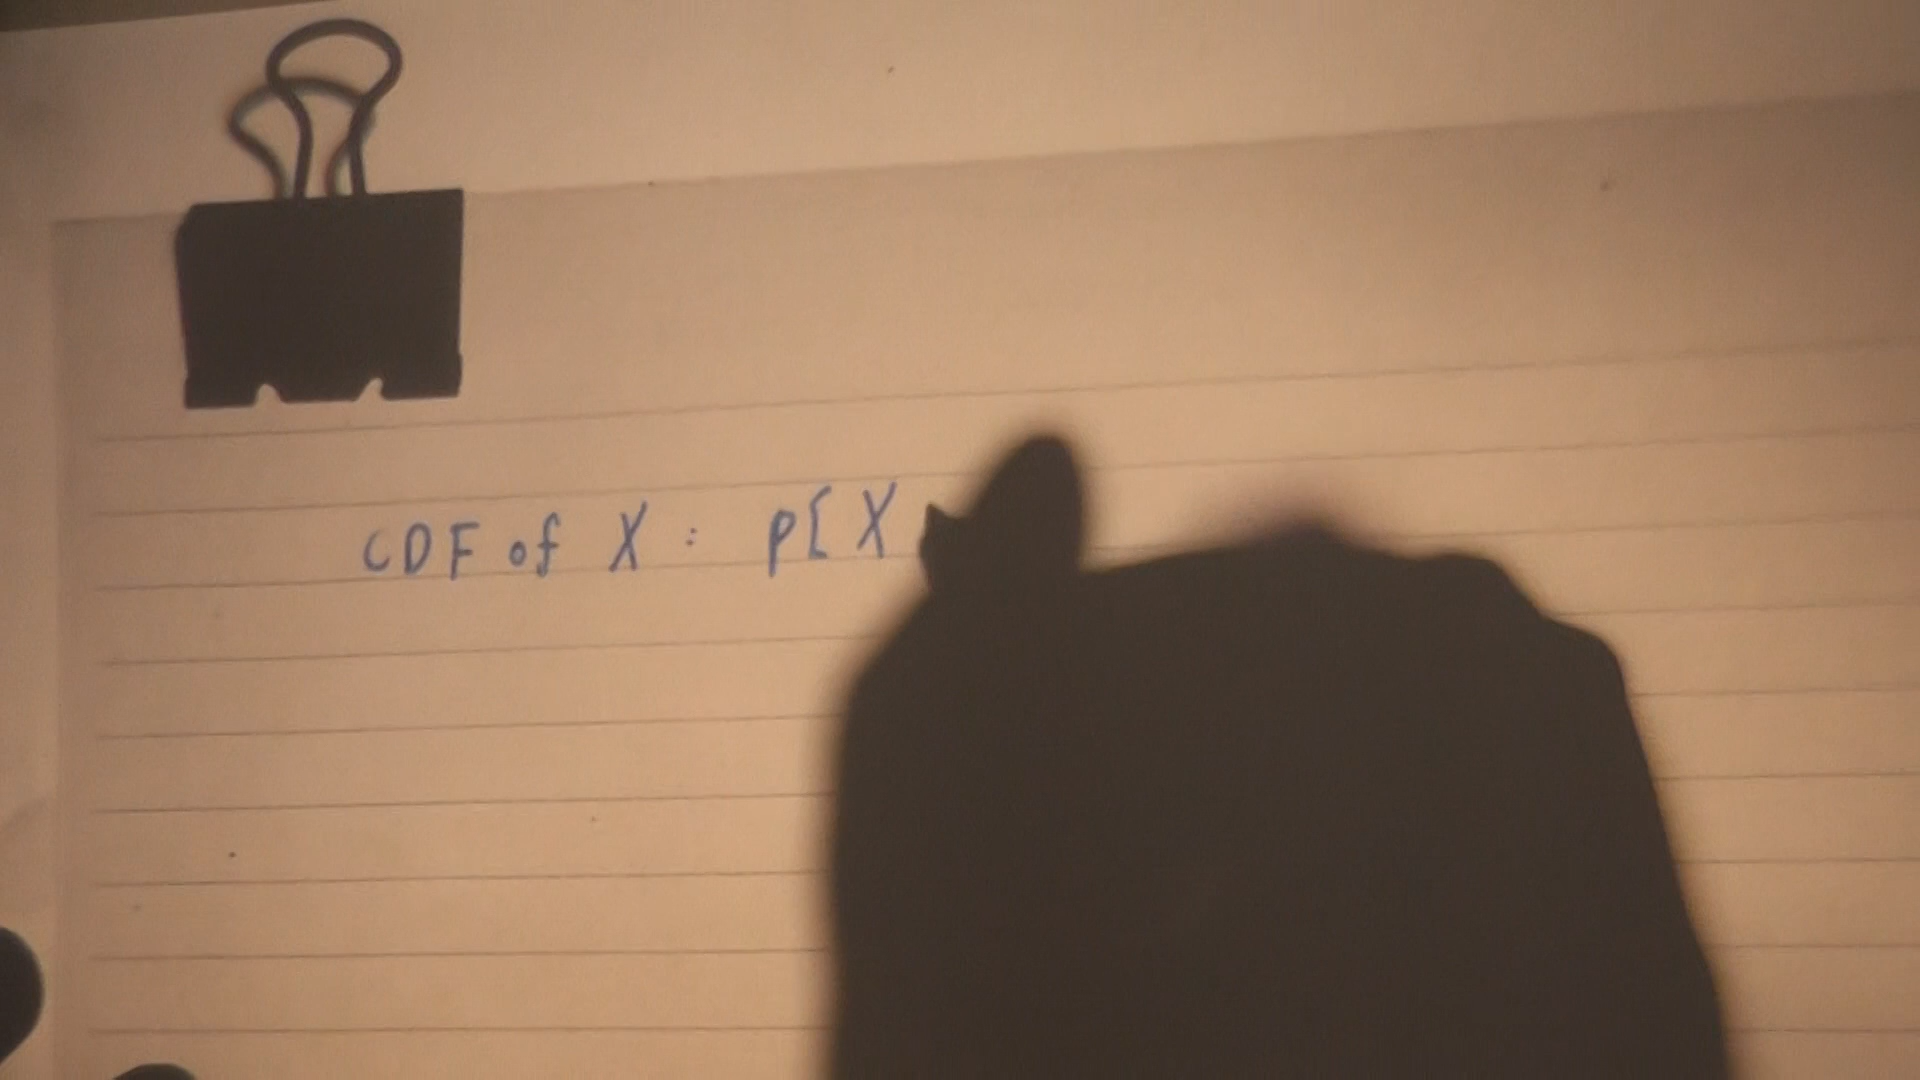 CDF of X : P[ X